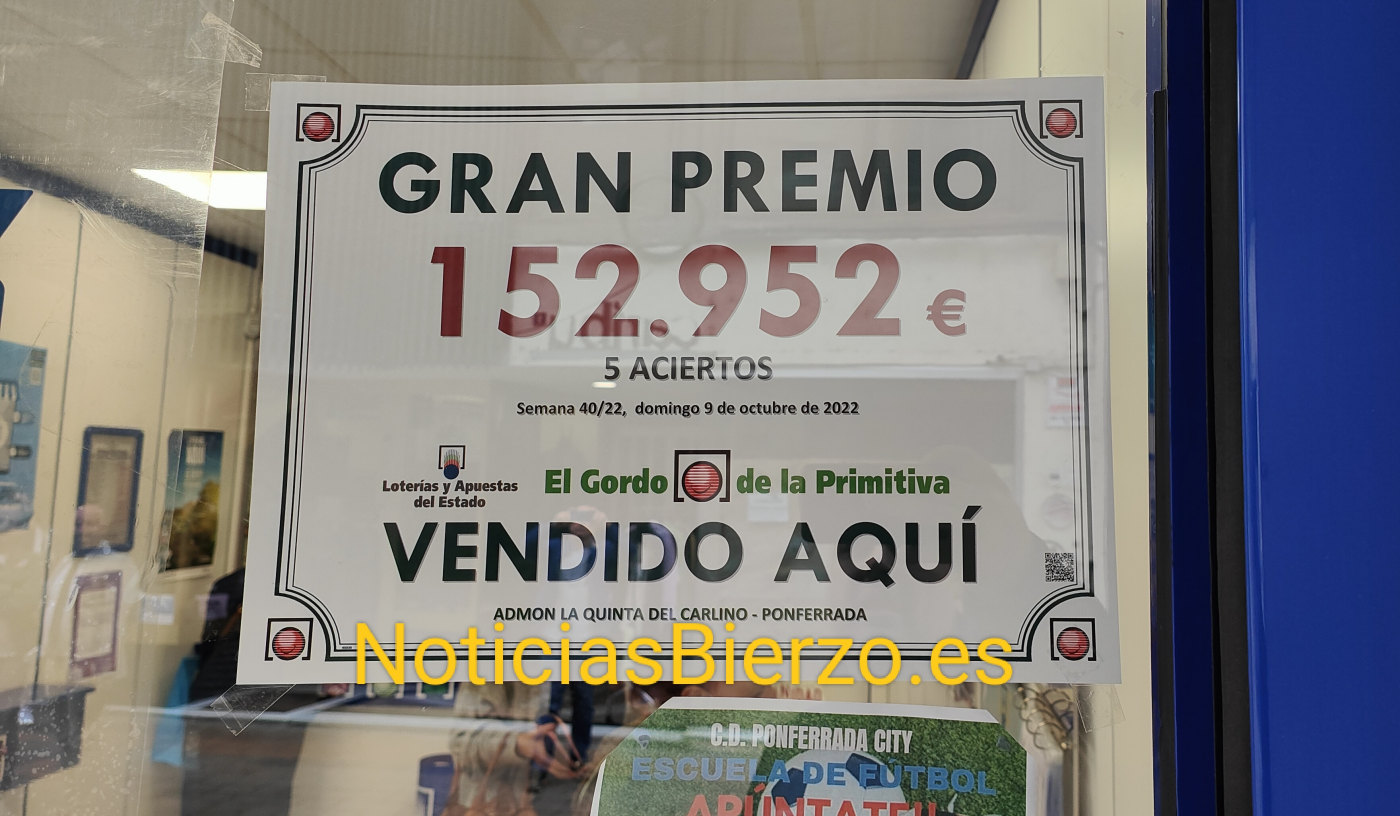 GRAN PREMIO
152.952 €
5 ACIERTOS
Semana 40/22, domingo 9 de octubre de 2022
Loterías y Apuestas
del Estado
El Gordo de la Primitiva
VENDIDO AQUÍ
ADMON LA QUINTA DEL CARLINO - PONFERRADA
NoticiasBierzo.es
C.D. PONFERRADA CITY
ESCUELA DE FÚTBOL
APÚNTATE!!